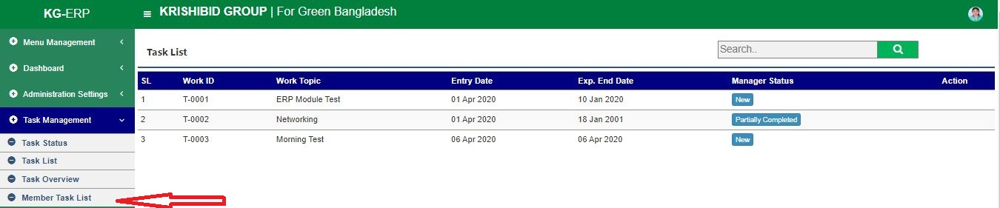 KG-ERP
KRISHIBID GROUP | For Green Bangladesh
Menu Management
Dashboard
Administration Settings
Task Management
Task Status
Task List
Task Overview
Member Task List
Task List
Search..
SL Work ID Work Topic Entry Date Exp. End Date Manager Status Action
1 T-0001 ERP Module Test 01 Apr 2020 10 Jan 2020 New
2 T-0002 Networking 01 Apr 2020 18 Jan 2001 Partially Completed
3 T-0003 Morning Test 06 Apr 2020 06 Apr 2020 New